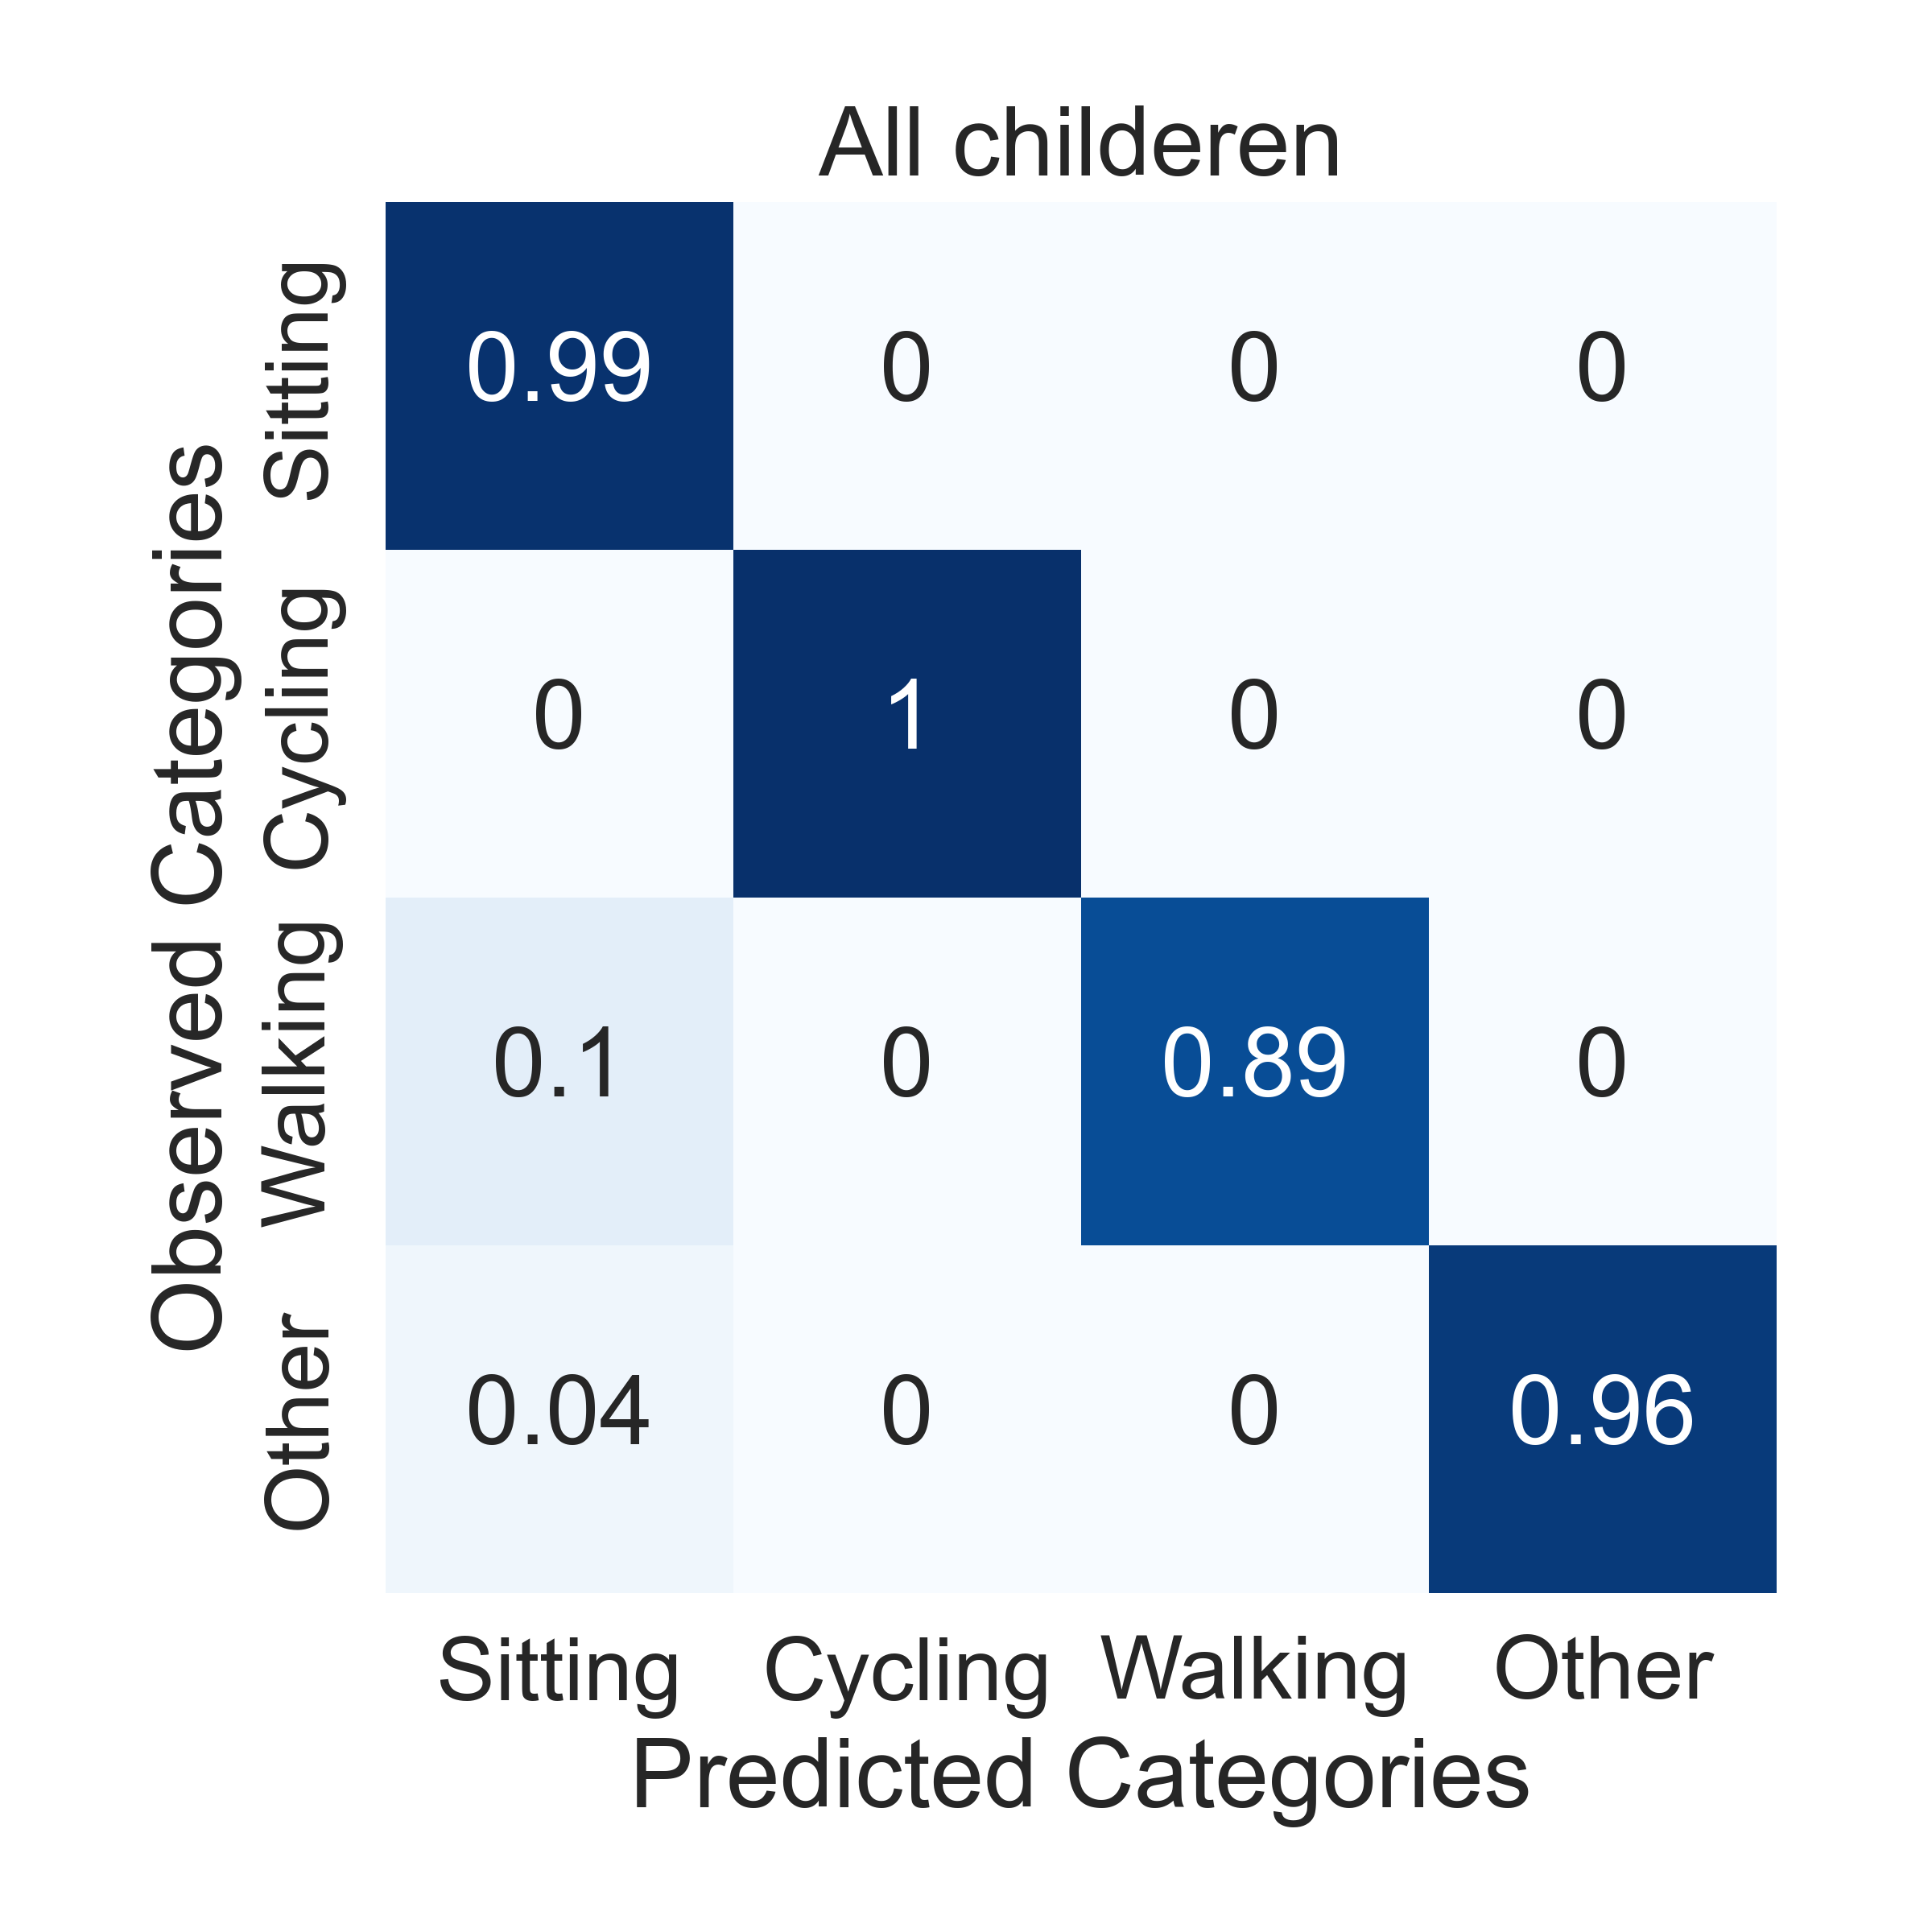 All childeren
Observed Categories
Sitting
0.99 0 0 0
Cycling
0 1 0 0
Walking
0.1 0 0.89 0
Other
0.04 0 0 0.96
Sitting Cycling Walking Other
Predicted Categories